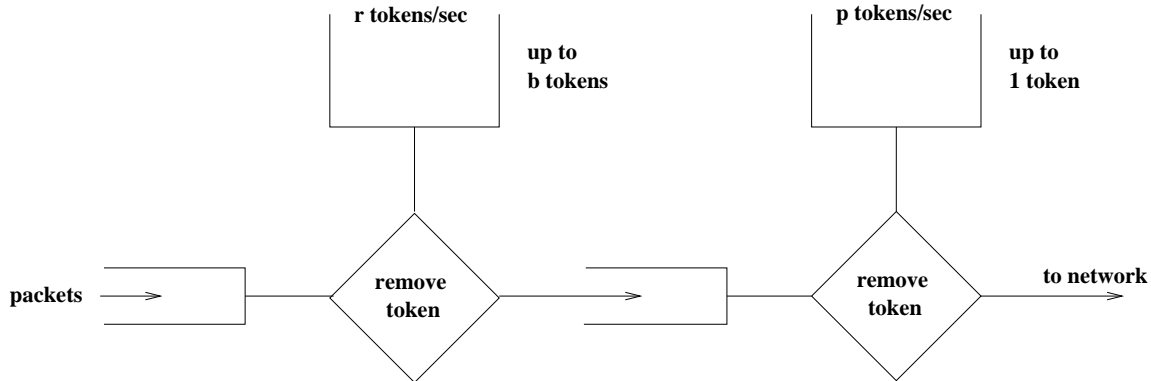 r tokens/sec
up to
b tokens
p tokens/sec
up to
1 token
packets
remove
token
remove
token
to network